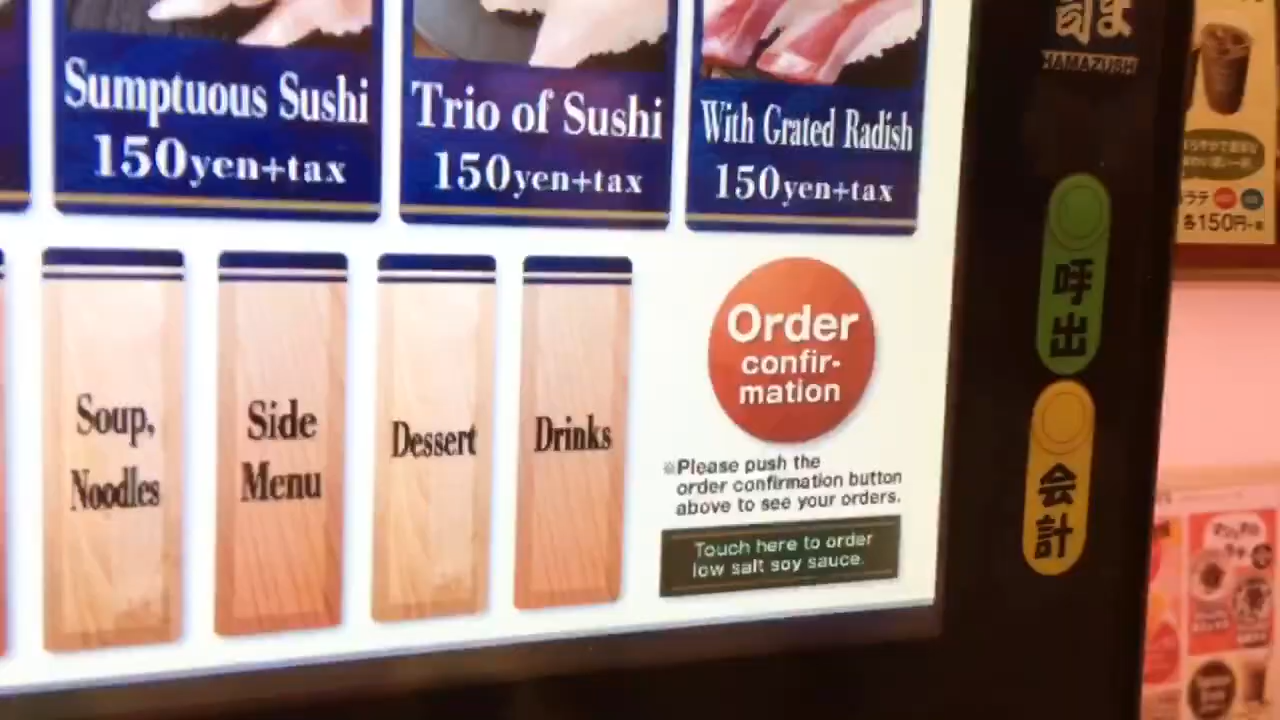 Sumptuous Sushi
150yen+tax
Trio of Sushi
150yen+tax
With Grated Radish
150yen+tax
Soup,
Noodles
Side
Menu
Dessert
Drinks
Order
confir-
mation
※Please push the
order confirmation button
above to see your orders.
Touch here to order
low salt soy sauce.
HAMAZUSHI
呼出
会計
各150円